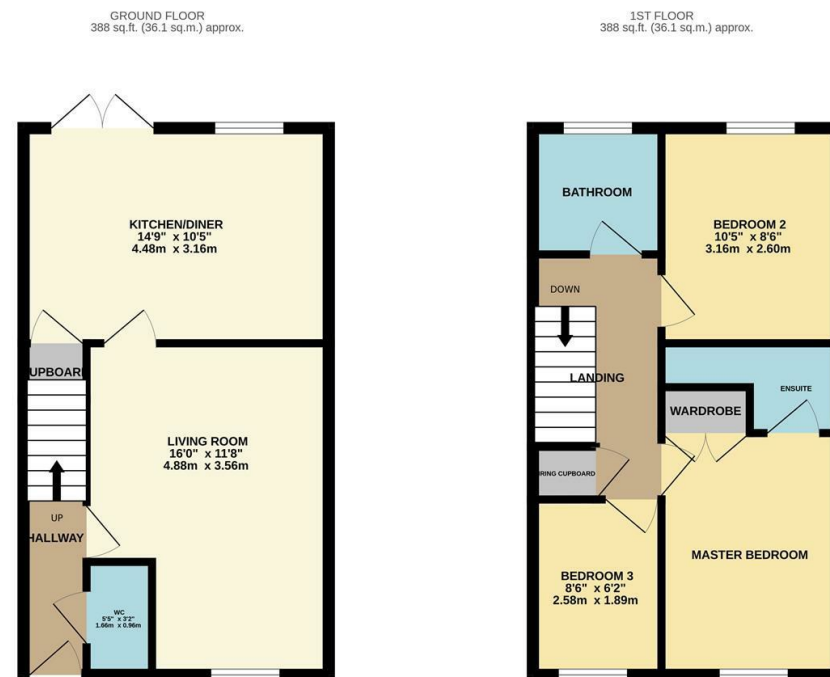 GROUND FLOOR
388 sq.ft. (36.1 sq.m.) approx.
KITCHEN/DINER
14'9" x 10'5"
4.48m x 3.16m
UPBOARD
LIVING ROOM
16'0" x 11'8"
4.88m x 3.56m
UP
HALLWAY
WC
5'5" x 3'2"
1.66m x 0.96m
1ST FLOOR
388 sq.ft. (36.1 sq.m.) approx.
BATHROOM
BEDROOM 2
10'5" x 8'6"
3.16m x 2.60m
DOWN
LANDING
ENSUITE
WARDROBE
IRING CUPBOARD
MASTER BEDROOM
BEDROOM 3
8'6" x 6'2"
2.58m x 1.89m